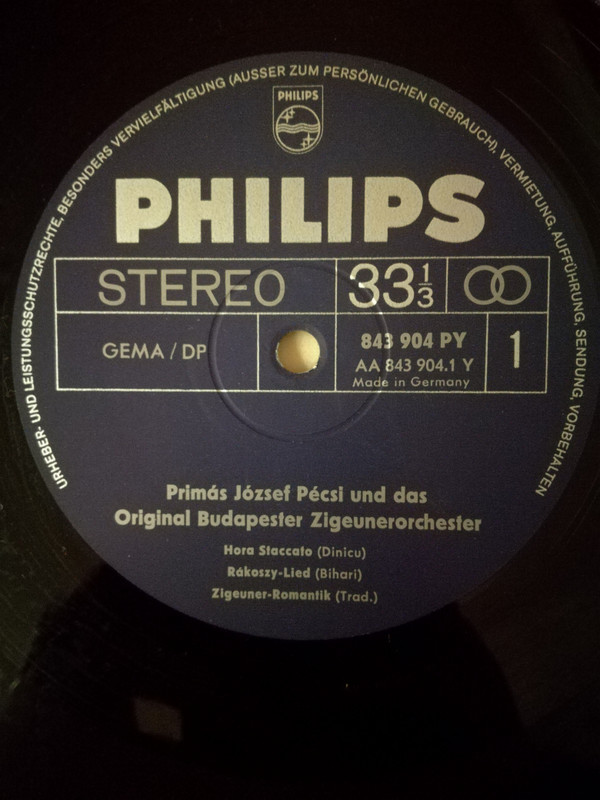 URHEBER- UND LEISTUNGSSCHUTZRECHTE, BESONDERS VERVIELFÄLTIGUNG (AUSSER ZUM PERSÖNLICHEN GEBRAUCH), VERMIETUNG, AUFFÜHRUNG, SENDUNG, VORBEHALTEN
PHILIPS
PHILIPS
STEREO 33 1/3
GEMA / DP
843 904 PY
AA 843 904.1 Y
Made in Germany
1
Primás József Pécsi und das
Original Budapester Zigeunerorchester
Hora Staccato (Dinicu)
Rákoszy-Lied (Bihari)
Zigeuner-Romantik (Trad.)